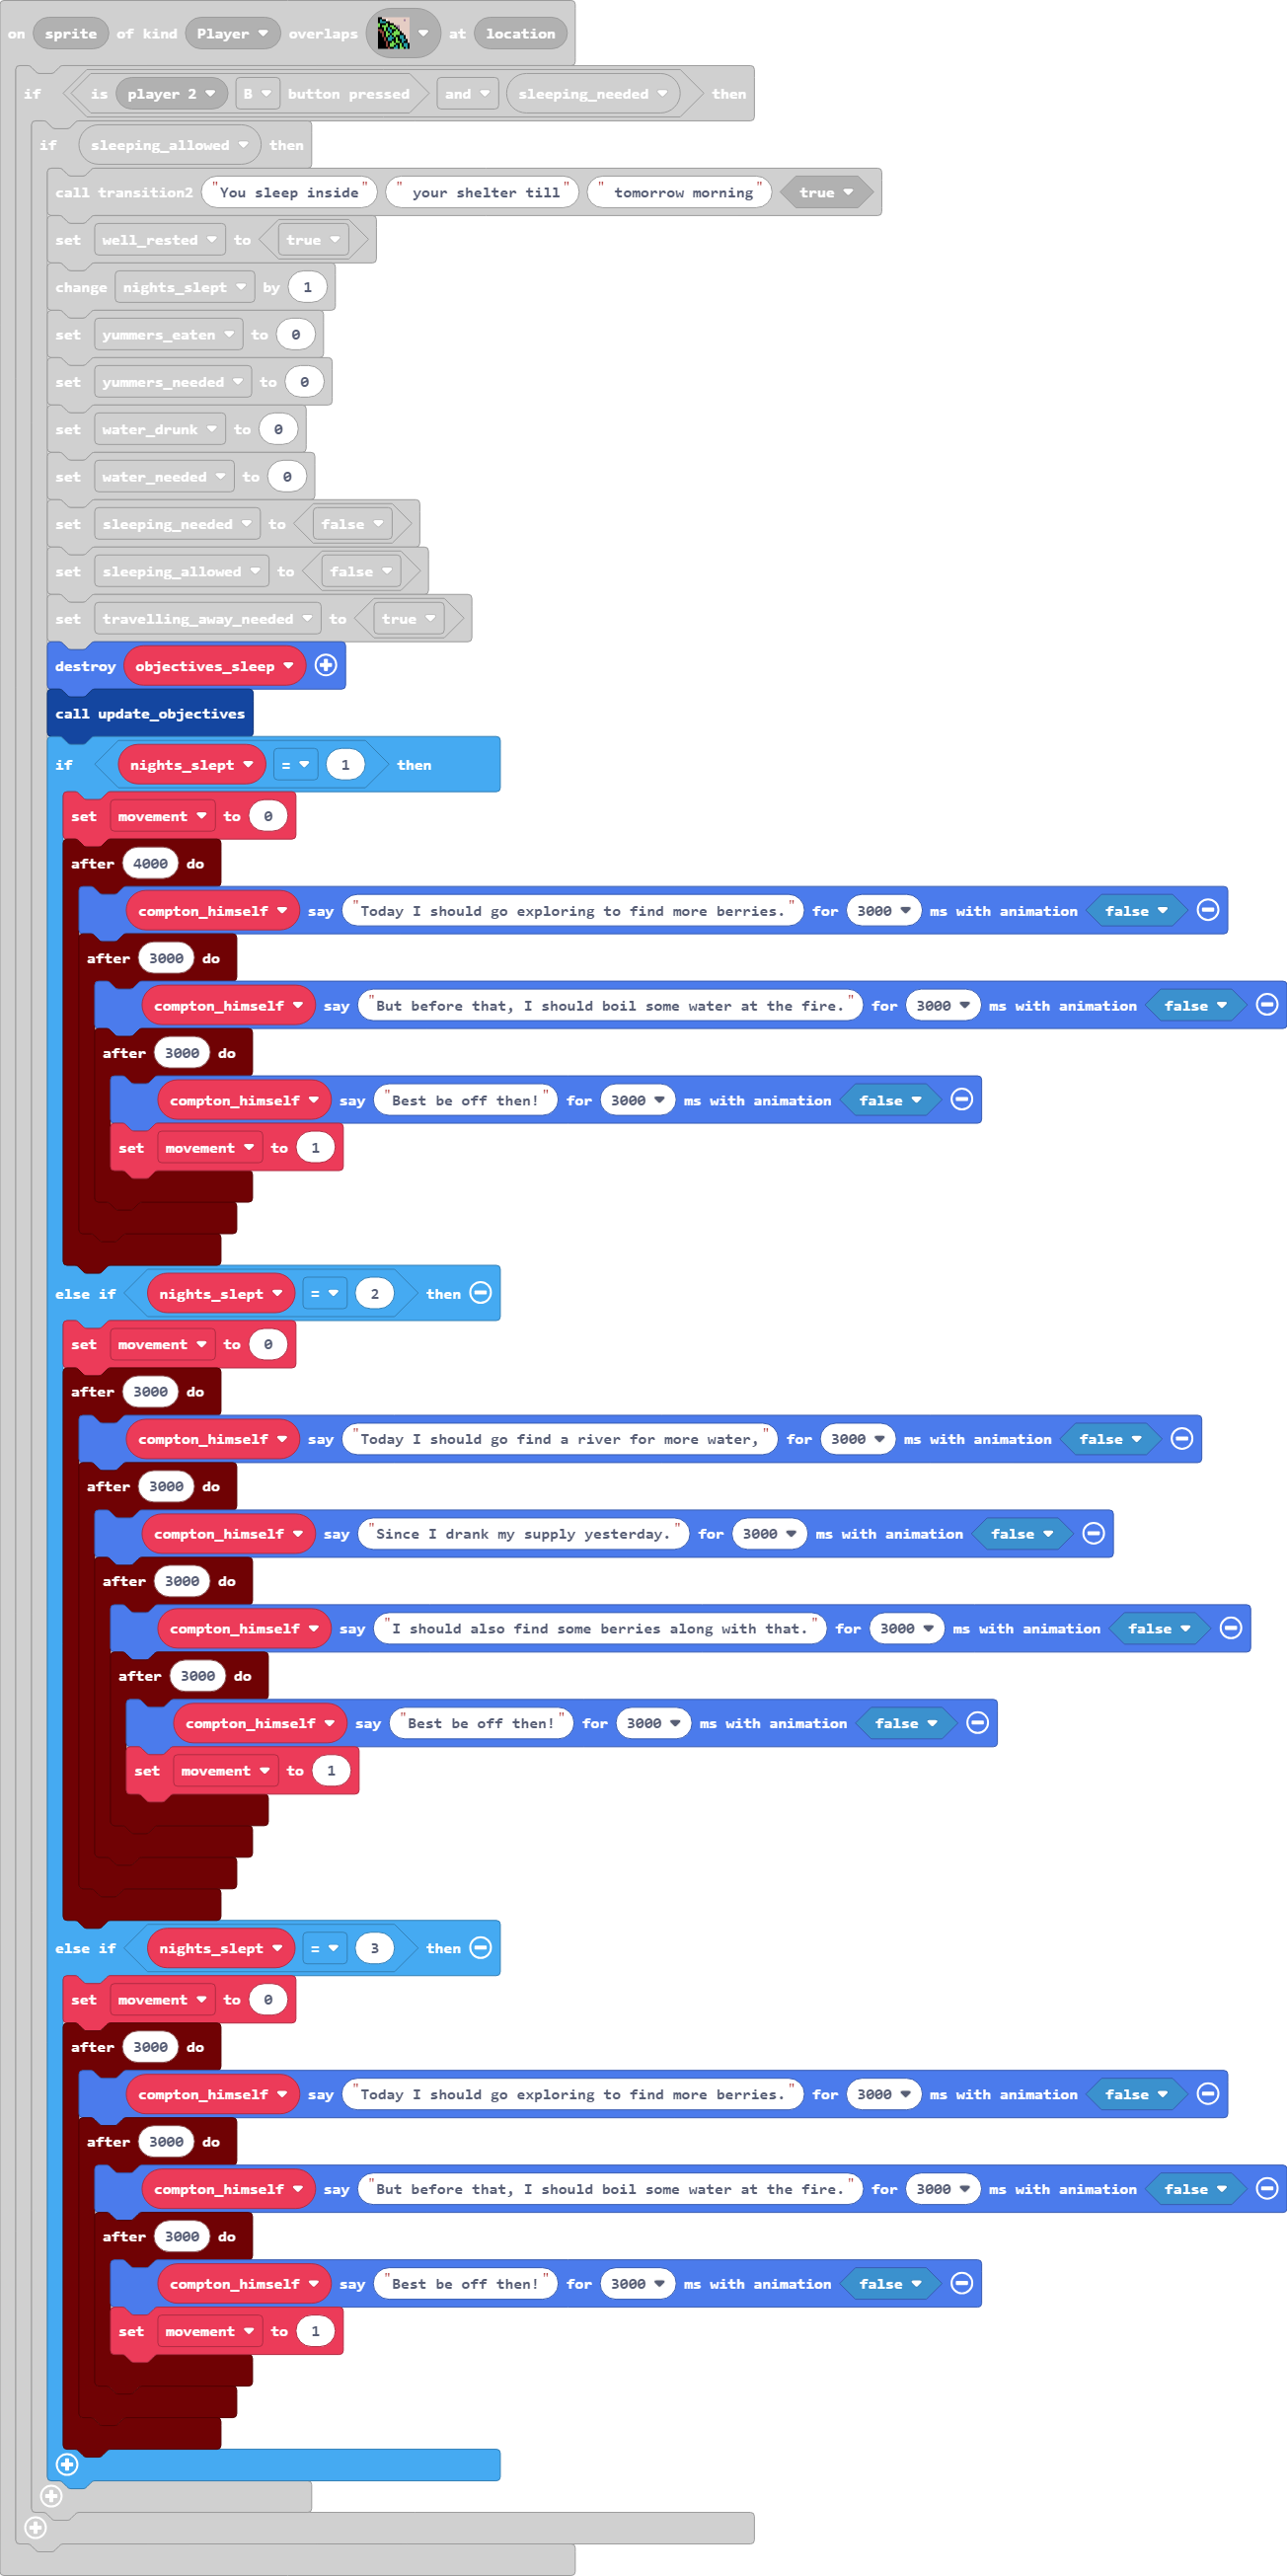 on sprite of kind Player overlaps at location
if is player 2 B button pressed and sleeping_needed then
if sleeping_allowed then
call transition2 "You sleep inside" " your shelter till" " tomorrow morning" true
set well_rested to true
change nights_slept by 1
set yummers_eaten to 0
set yummers_needed to 0
set water_drunk to 0
set water_needed to 0
set sleeping_needed to false
set sleeping_allowed to false
set travelling_away_needed to true
destroy objectives_sleep
call update_objectives
if nights_slept = 1 then
set movement to 0
after 4000 do
compton_himself say "Today I should go exploring to find more berries." for 3000 ms with animation false
after 3000 do
compton_himself say "But before that, I should boil some water at the fire." for 3000 ms with animation false
after 3000 do
compton_himself say "Best be off then!" for 3000 ms with animation false
set movement to 1
else if nights_slept = 2 then
set movement to 0
after 3000 do
compton_himself say "Today I should go find a river for more water," for 3000 ms with animation false
after 3000 do
compton_himself say "Since I drank my supply yesterday." for 3000 ms with animation false
after 3000 do
compton_himself say "I should also find some berries along with that." for 3000 ms with animation false
after 3000 do
compton_himself say "Best be off then!" for 3000 ms with animation false
set movement to 1
else if nights_slept = 3 then
set movement to 0
after 3000 do
compton_himself say "Today I should go exploring to find more berries." for 3000 ms with animation false
after 3000 do
compton_himself say "But before that, I should boil some water at the fire." for 3000 ms with animation false
after 3000 do
compton_himself say "Best be off then!" for 3000 ms with animation false
set movement to 1